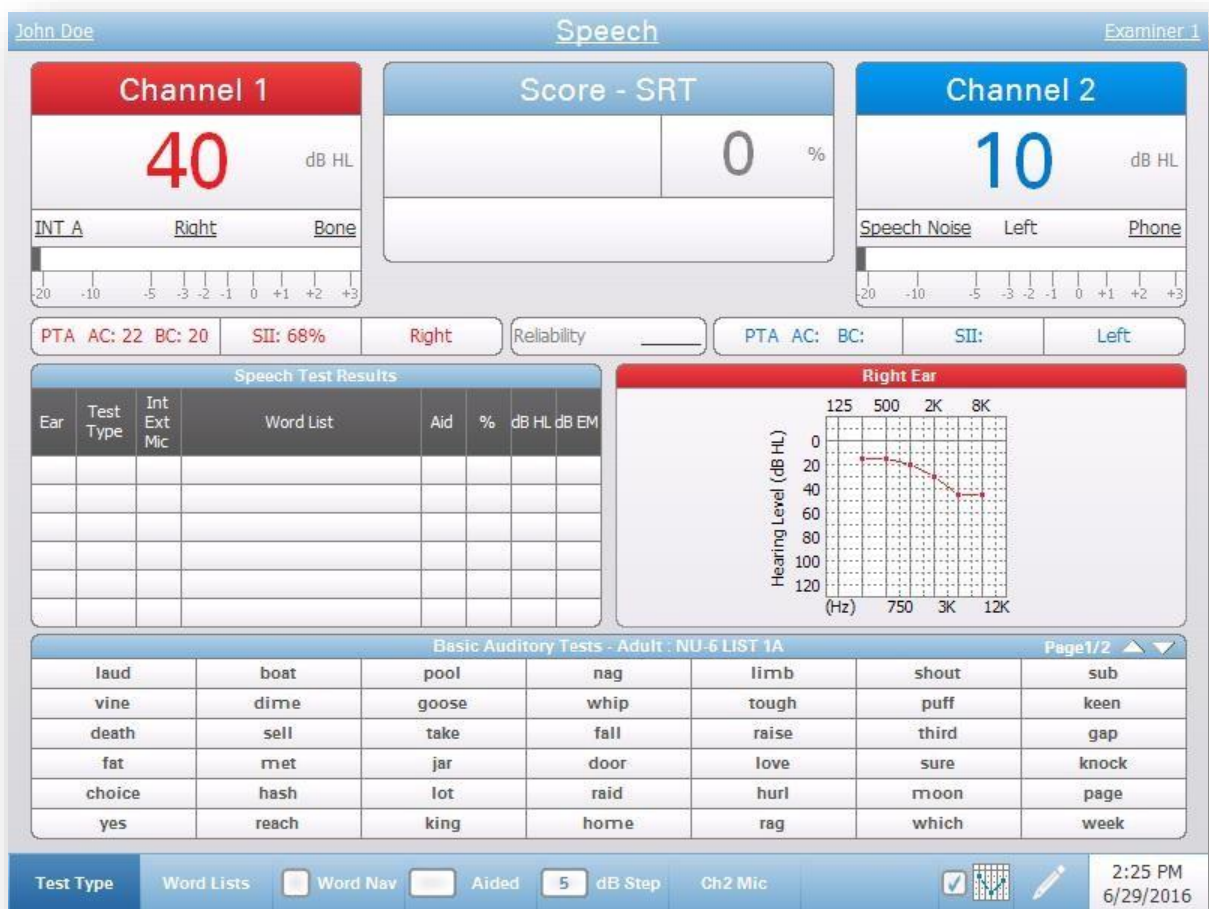 John Doe Speech Examiner 1
Channel 1
40 dB HL
INT A Right Bone
-20 -10 -5 -3 -2 -1 0 +1 +2 +3
Score - SRT
0 %
Channel 2
10 dB HL
Speech Noise Left Phone
-20 -10 -5 -3 -2 -1 0 +1 +2 +3
PTA AC: 22 BC: 20 SII: 68% Right
Reliability
PTA AC: BC: SII: Left
Speech Test Results
Ear Test Type Int Ext Mic Word List Aid % dB HL dB EM
Right Ear
125 500 2K 8K
Hearing Level (dB HL)
0
20
40
60
80
100
120
(Hz) 750 3K 12K
Basic Auditory Tests - Adult : NU-6 LIST 1A Page1/2
laud boat pool nag limb shout sub
vine dime goose whip tough puff keen
death sell take fall raise third gap
fat met jar door love sure knock
choice hash lot raid hurl moon page
yes reach king home rag which week
Test Type Word Lists Word Nav Aided 5 dB Step Ch2 Mic 2:25 PM
6/29/2016